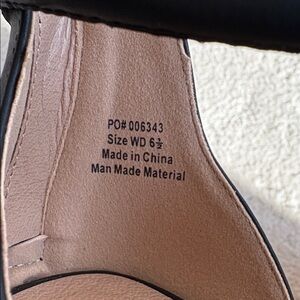 PO# 006343
Size WD 6½
Made in China
Man Made Material